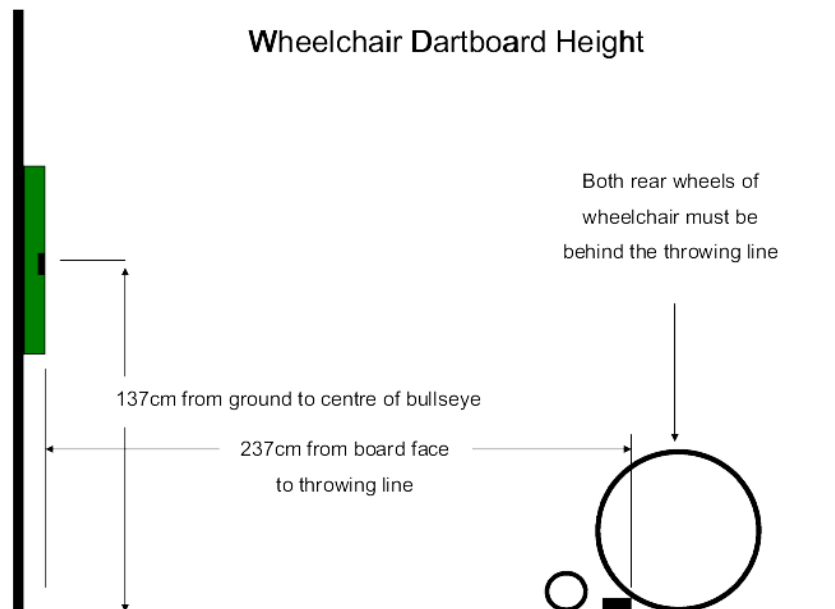 Wheelchair Dartboard Height
Both rear wheels of
wheelchair must be
behind the throwing line
137cm from ground to centre of bullseye
237cm from board face
to throwing line